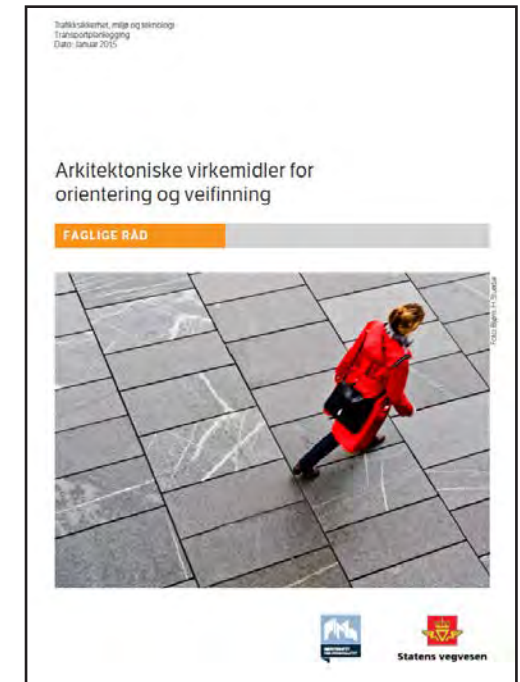 Trafikksikkerhet, miljø og teknologi
Transportplanlegging
Dato: Januar 2015
Arkitektoniske virkemidler for
orientering og veifinning
FAGLIGE RÅD
Statens vegvesen